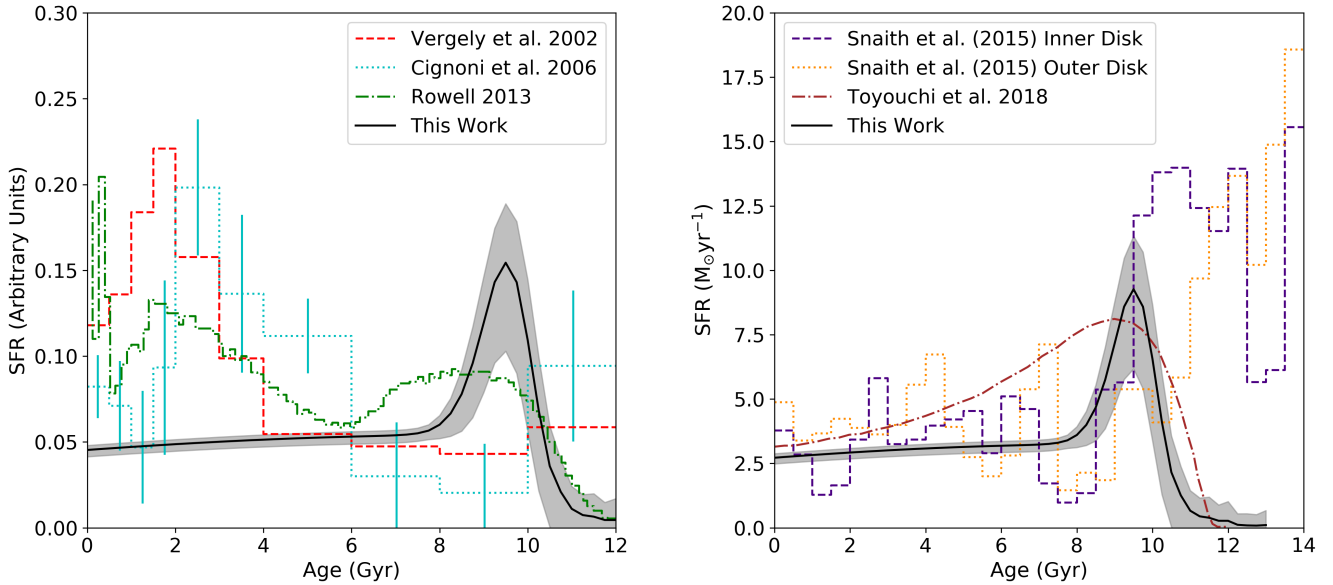 0.30
0.25
0.20
0.15
0.10
0.05
0.00
SFR (Arbitrary Units)
Vergely et al. 2002
Cignoni et al. 2006
Rowell 2013
This Work
0 2 4 6 8 10 12
Age (Gyr)
20.0
17.5
15.0
12.5
10.0
7.5
5.0
2.5
0.0
SFR (M⊙yr⁻¹)
Snaith et al. (2015) Inner Disk
Snaith et al. (2015) Outer Disk
Toyouchi et al. 2018
This Work
0 2 4 6 8 10 12 14
Age (Gyr)